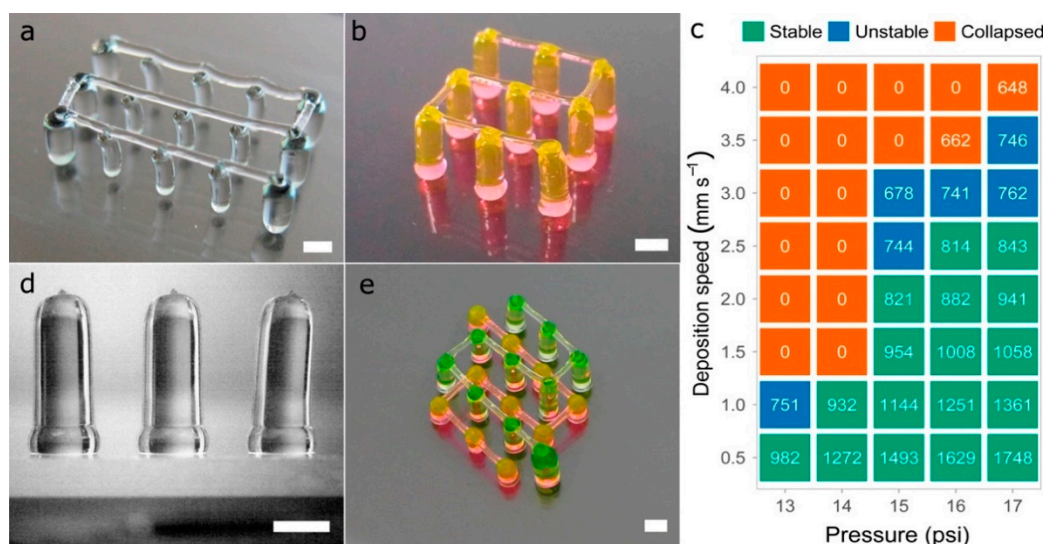 a
b
c
Stable Unstable Collapsed
Deposition speed (mm s⁻¹)
4.0 0 0 0 0 648
3.5 0 0 0 662 746
3.0 0 0 678 741 762
2.5 0 0 744 814 843
2.0 0 0 821 882 941
1.5 0 0 954 1008 1058
1.0 751 932 1144 1251 1361
0.5 982 1272 1493 1629 1748
13 14 15 16 17
Pressure (psi)
d
e